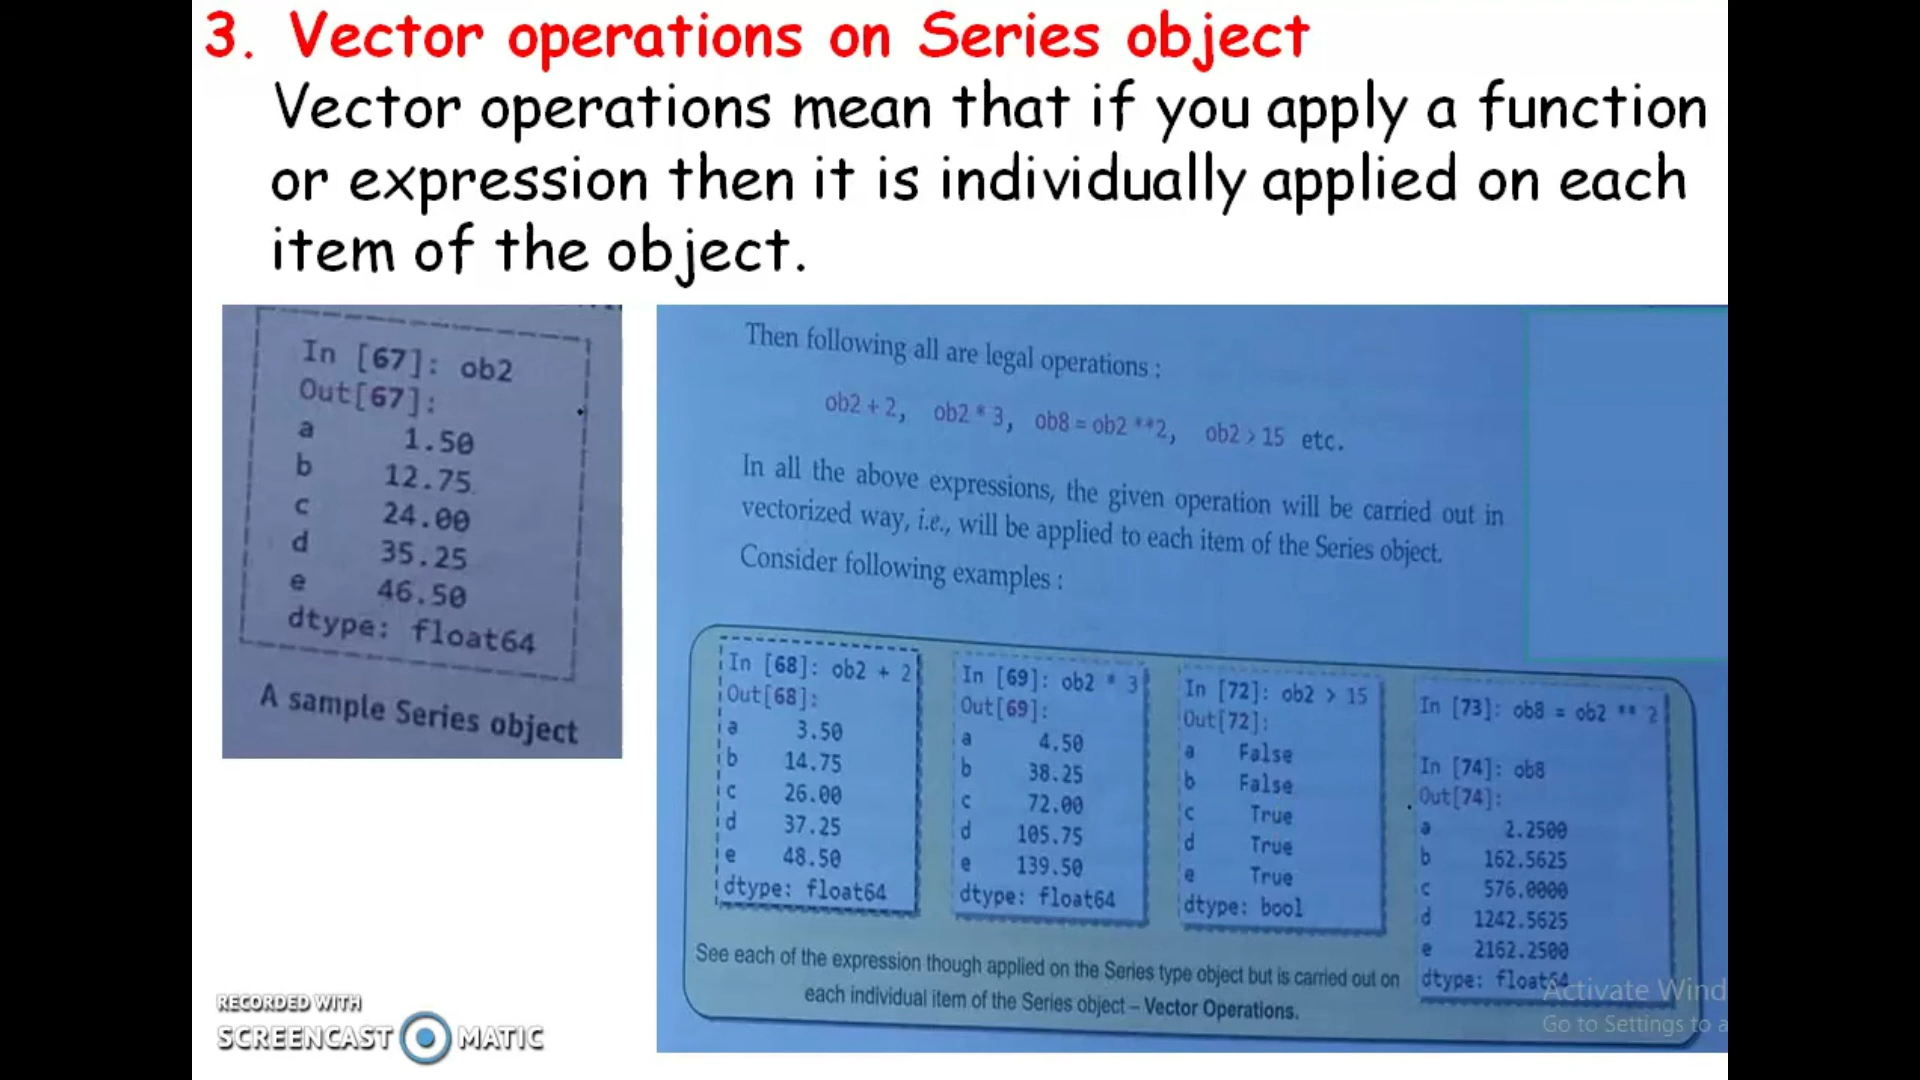 3. Vector operations on Series object
Vector operations mean that if you apply a function
or expression then it is individually applied on each
item of the object.
In [67]: ob2
Out[67]:
a 1.50
b 12.75
c 24.00
d 35.25
e 46.50
dtype: float64
A sample Series object
Then following all are legal operations :
ob2 + 2, ob2 * 3, ob8 = ob2 **2, ob2 > 15 etc.
In all the above expressions, the given operation will be carried out in
vectorized way, i.e., will be applied to each item of the Series object.
Consider following examples :
In [68]: ob2 + 2
Out[68]:
a 3.50
b 14.75
c 26.00
d 37.25
e 48.50
dtype: float64
In [69]: ob2 * 3
Out[69]:
a 4.50
b 38.25
c 72.00
d 105.75
e 139.50
dtype: float64
In [72]: ob2 > 15
Out[72]:
a False
b False
c True
d True
e True
dtype: bool
In [73]: ob8 = ob2 ** 2
In [74]: ob8
Out[74]:
a 2.2500
b 162.5625
c 576.0000
d 1242.5625
e 2162.2500
dtype: float64
See each of the expression though applied on the Series type object but is carried out on
each individual item of the Series object – Vector Operations.
Activate Wind
Go to Settings to a
RECORDED WITH
SCREENCAST MATIC